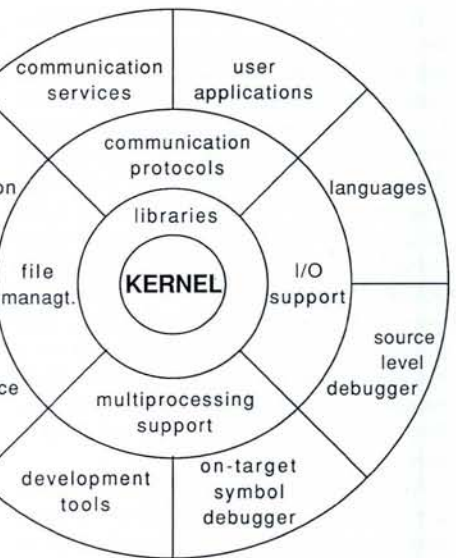 communication
services
user
applications
communication
protocols
languages
libraries
KERNEL
file
managt.
I/O
support
source
level
debugger
multiprocessing
support
development
tools
on-target
symbol
debugger